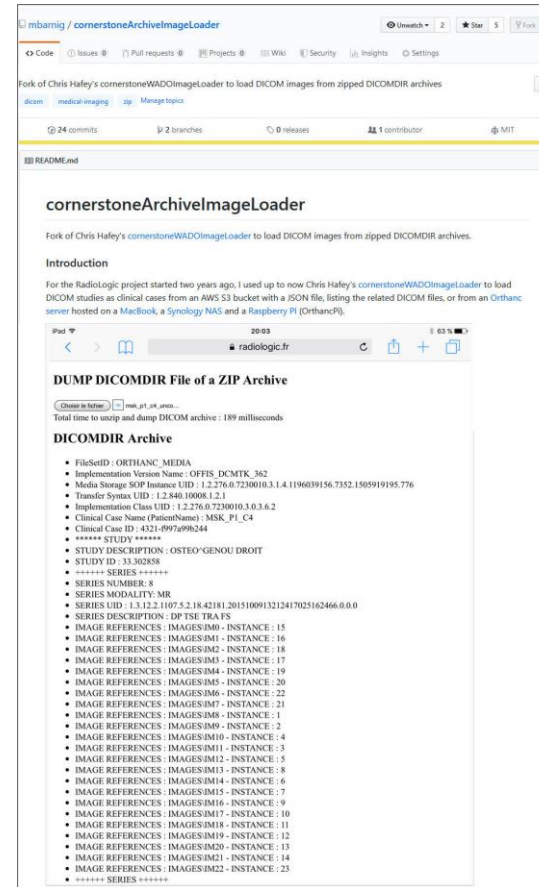 mbarnig / cornerstoneArchiveImageLoader
Unwatch 2 Star 5 Fork
Code Issues 0 Pull requests 0 Projects 0 Wiki Security Insights Settings
Fork of Chris Hafey's cornerstoneWADOImageLoader to load DICOM images from zipped DICOMDIR archives
dicom medical-imaging zip Manage topics
24 commits 2 branches 0 releases 1 contributor MIT
README.md
cornerstoneArchiveImageLoader
Fork of Chris Hafey's cornerstoneWADOImageLoader to load DICOM images from zipped DICOMDIR archives.
Introduction
For the RadioLogic project started two years ago, I used up to now Chris Hafey's cornerstoneWADOImageLoader to load
DICOM studies as clinical cases from an AWS S3 bucket with a JSON file, listing the related DICOM files, or from an Orthanc
server hosted on a MacBook, a Synology NAS and a Raspberry PI (OrthancPi).
iPad 20:03 63 %
radiologic.fr
DUMP DICOMDIR File of a ZIP Archive
Choisir le fichier msk_p1_c4_unco...
Total time to unzip and dump DICOM archive : 189 milliseconds
DICOMDIR Archive
• FileSetID : ORTHANC_MEDIA
• Implementation Version Name : OFFIS_DCMTK_362
• Media Storage SOP Instance UID : 1.2.276.0.7230010.3.1.4.1196039156.7352.1505919195.776
• Transfer Syntax UID : 1.2.840.10008.1.2.1
• Implementation Class UID : 1.2.276.0.7230010.3.0.3.6.2
• Clinical Case Name (PatientName) : MSK_P1_C4
• Clinical Case ID : 4321-f997a99b244
• ****** STUDY ******
• STUDY DESCRIPTION : OSTEO^GENOU DROIT
• STUDY ID : 33.302858
• ++++++ SERIES ++++++
• SERIES NUMBER: 8
• SERIES MODALITY: MR
• SERIES UID : 1.3.12.2.1107.5.2.18.42181.2015100913212417025162466.0.0.0
• SERIES DESCRIPTION : DP TSE TRA FS
• IMAGE REFERENCES : IMAGES\IM0 - INSTANCE : 15
• IMAGE REFERENCES : IMAGES\IM1 - INSTANCE : 16
• IMAGE REFERENCES : IMAGES\IM2 - INSTANCE : 18
• IMAGE REFERENCES : IMAGES\IM3 - INSTANCE : 17
• IMAGE REFERENCES : IMAGES\IM4 - INSTANCE : 19
• IMAGE REFERENCES : IMAGES\IM5 - INSTANCE : 20
• IMAGE REFERENCES : IMAGES\IM6 - INSTANCE : 22
• IMAGE REFERENCES : IMAGES\IM7 - INSTANCE : 21
• IMAGE REFERENCES : IMAGES\IM8 - INSTANCE : 1
• IMAGE REFERENCES : IMAGES\IM9 - INSTANCE : 2
• IMAGE REFERENCES : IMAGES\IM10 - INSTANCE : 4
• IMAGE REFERENCES : IMAGES\IM11 - INSTANCE : 3
• IMAGE REFERENCES : IMAGES\IM12 - INSTANCE : 5
• IMAGE REFERENCES : IMAGES\IM13 - INSTANCE : 8
• IMAGE REFERENCES : IMAGES\IM14 - INSTANCE : 6
• IMAGE REFERENCES : IMAGES\IM15 - INSTANCE : 7
• IMAGE REFERENCES : IMAGES\IM16 - INSTANCE : 9
• IMAGE REFERENCES : IMAGES\IM17 - INSTANCE : 10
• IMAGE REFERENCES : IMAGES\IM18 - INSTANCE : 11
• IMAGE REFERENCES : IMAGES\IM19 - INSTANCE : 12
• IMAGE REFERENCES : IMAGES\IM20 - INSTANCE : 13
• IMAGE REFERENCES : IMAGES\IM21 - INSTANCE : 14
• IMAGE REFERENCES : IMAGES\IM22 - INSTANCE : 23
• ++++++ SERIES ++++++